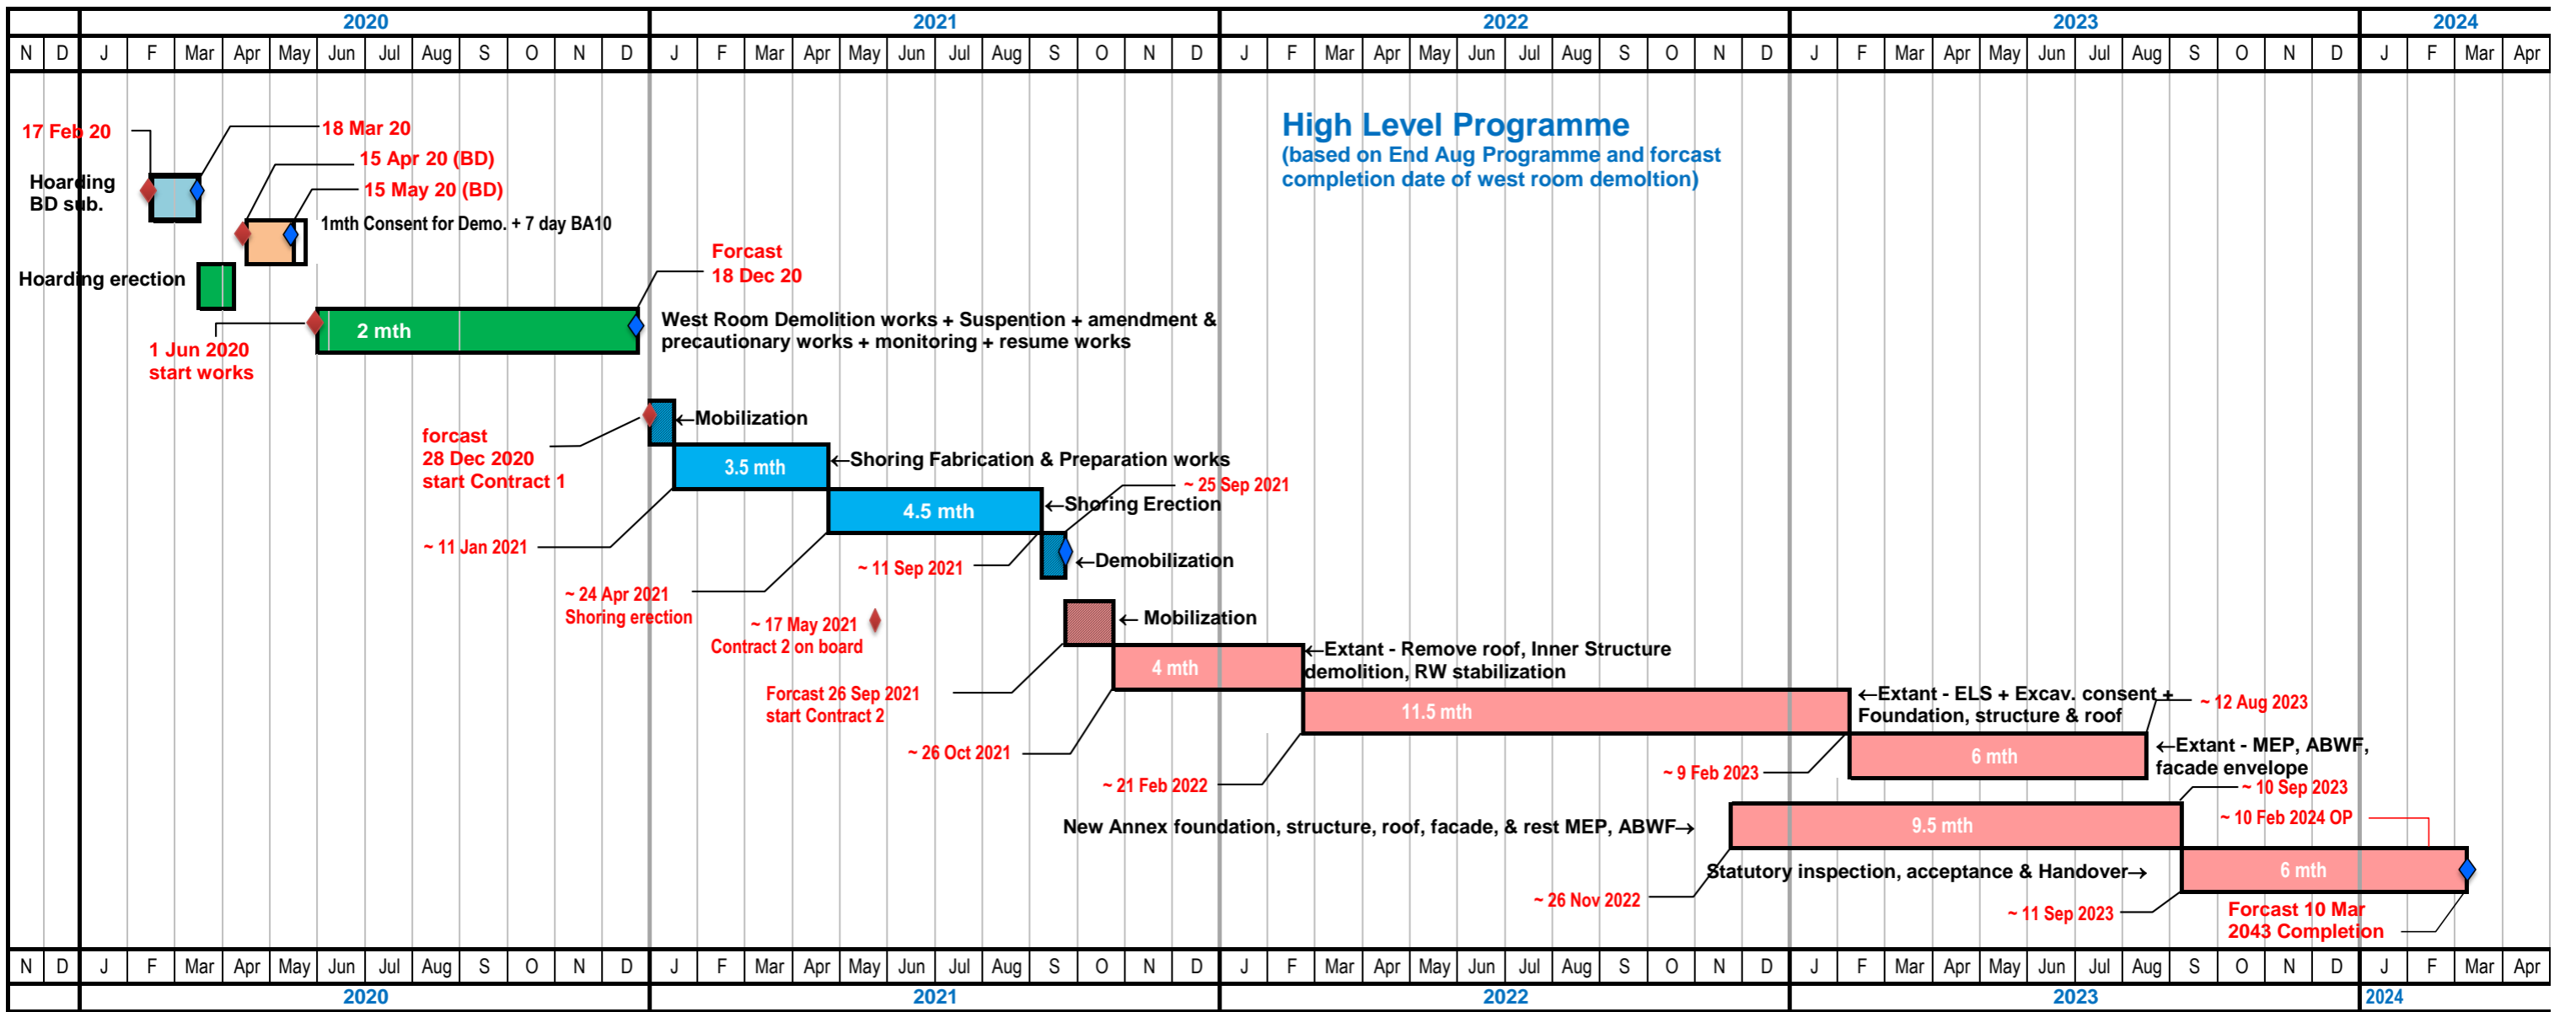 2020 2021 2022 2023 2024
N D J F Mar Apr May Jun Jul Aug S O N D J F Mar Apr May Jun Jul Aug S O N D J F Mar Apr May Jun Jul Aug S O N D J F Mar Apr May Jun Jul Aug S O N D J F Mar Apr
High Level Programme
(based on End Aug Programme and forcast
completion date of west room demoltion)
17 Feb 20
18 Mar 20
15 Apr 20 (BD)
15 May 20 (BD)
Hoarding
BD sub.
1mth Consent for Demo. + 7 day BA10
Hoarding erection
Forcast
18 Dec 20
2 mth
West Room Demolition works + Suspention + amendment &
precautionary works + monitoring + resume works
1 Jun 2020
start works
←Mobilization
forcast
28 Dec 2020
start Contract 1
3.5 mth
←Shoring Fabrication & Preparation works
~ 25 Sep 2021
4.5 mth
←Shoring Erection
~ 11 Jan 2021
~ 11 Sep 2021
←Demobilization
~ 24 Apr 2021
Shoring erection
~ 17 May 2021
Contract 2 on board
← Mobilization
4 mth
←Extant - Remove roof, Inner Structure
demolition, RW stabilization
Forcast 26 Sep 2021
start Contract 2
11.5 mth
←Extant - ELS + Excav. consent +
Foundation, structure & roof
~ 12 Aug 2023
~ 26 Oct 2021
~ 21 Feb 2022
~ 9 Feb 2023
6 mth
←Extant - MEP, ABWF,
facade envelope
~ 10 Sep 2023
New Annex foundation, structure, roof, facade, & rest MEP, ABWF→
9.5 mth
~ 10 Feb 2024 OP
Statutory inspection, acceptance & Handover→
6 mth
~ 26 Nov 2022
~ 11 Sep 2023
Forcast 10 Mar
2043 Completion
N D J F Mar Apr May Jun Jul Aug S O N D J F Mar Apr May Jun Jul Aug S O N D J F Mar Apr May Jun Jul Aug S O N D J F Mar Apr May Jun Jul Aug S O N D J F Mar Apr
2020 2021 2022 2023 2024